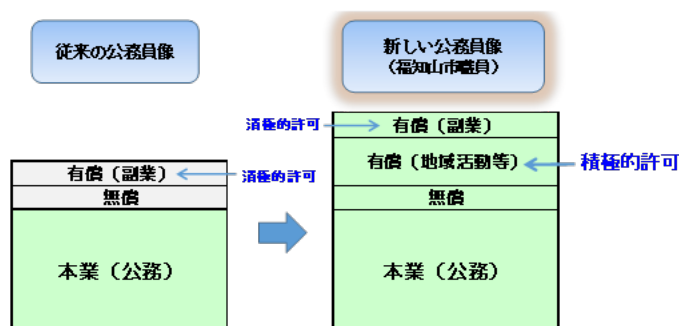 従来の公務員像
新しい公務員像
（福知山市職員）
消極的許可
有償（副業）
有償（地域活動等）
積極的許可
有償（副業）
消極的許可
無償
無償
本業（公務）
本業（公務）